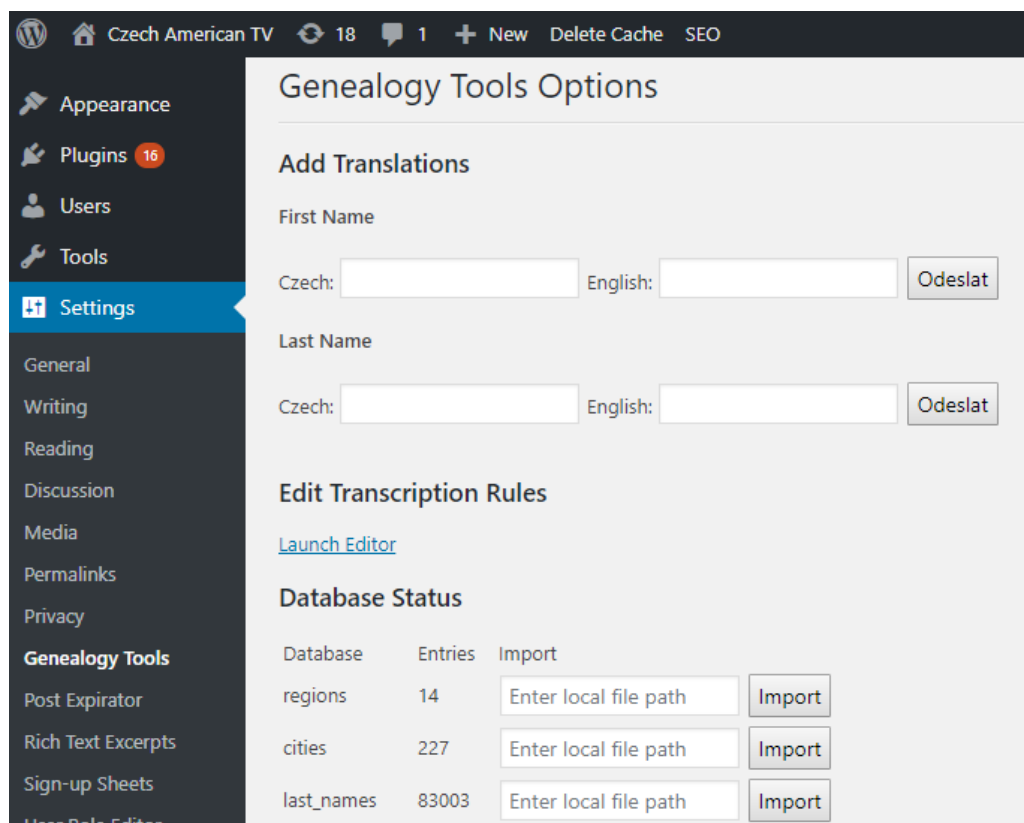 Czech American TV 18 1 New Delete Cache SEO
Appearance
Plugins 16
Users
Tools
Settings
General
Writing
Reading
Discussion
Media
Permalinks
Privacy
Genealogy Tools
Post Expirator
Rich Text Excerpts
Sign-up Sheets
User Role Editor
Genealogy Tools Options
Add Translations
First Name
Czech: English: Odeslat
Last Name
Czech: English: Odeslat
Edit Transcription Rules
Launch Editor
Database Status
Database Entries Import
regions 14 Enter local file path Import
cities 227 Enter local file path Import
last_names 83003 Enter local file path Import